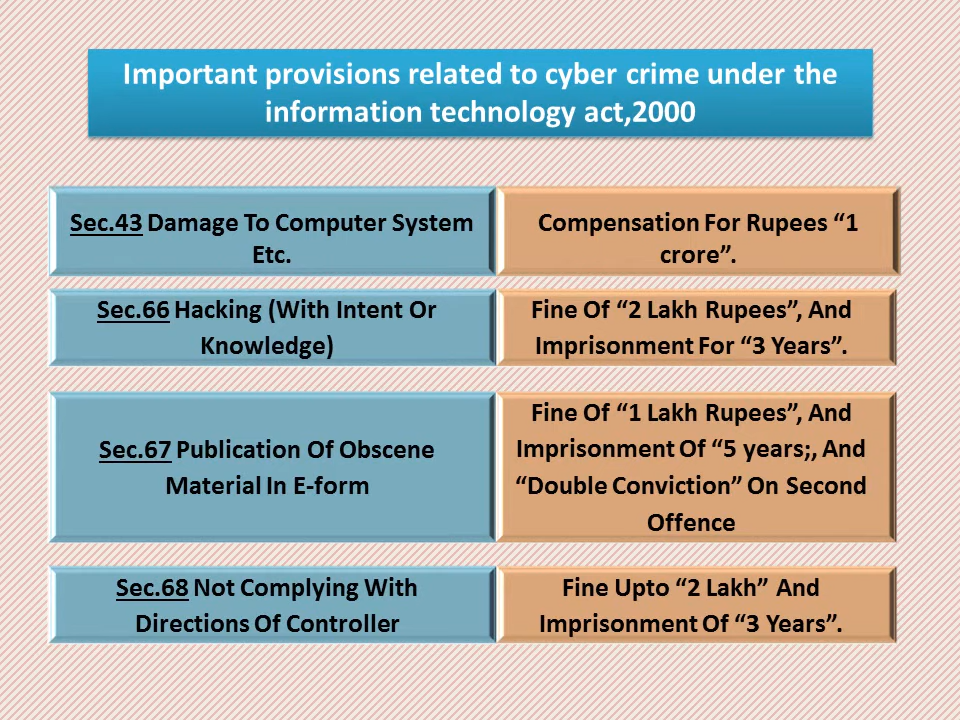 Important provisions related to cyber crime under the
information technology act,2000
Sec.43 Damage To Computer System
Etc.
Compensation For Rupees “1
crore”.
Sec.66 Hacking (With Intent Or
Knowledge)
Fine Of “2 Lakh Rupees”, And
Imprisonment For “3 Years”.
Sec.67 Publication Of Obscene
Material In E-form
Fine Of “1 Lakh Rupees”, And
Imprisonment Of “5 years;, And
“Double Conviction” On Second
Offence
Sec.68 Not Complying With
Directions Of Controller
Fine Upto “2 Lakh” And
Imprisonment Of “3 Years”.